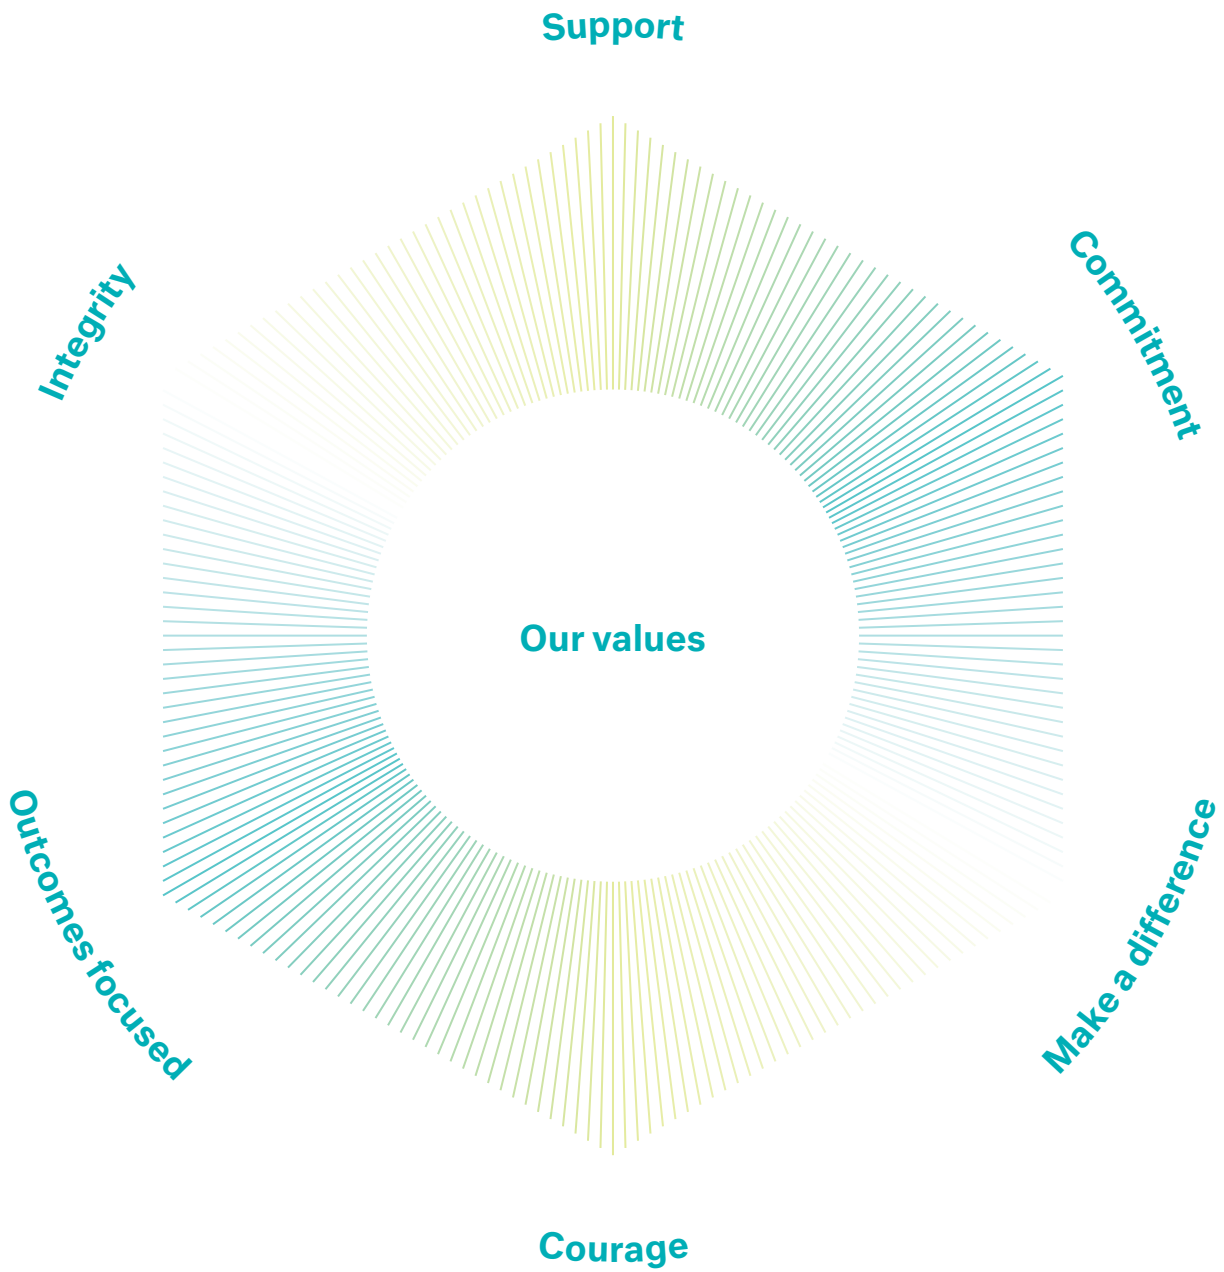 Support
Commitment
Integrity
Our values
Outcomes focused
Make a difference
Courage